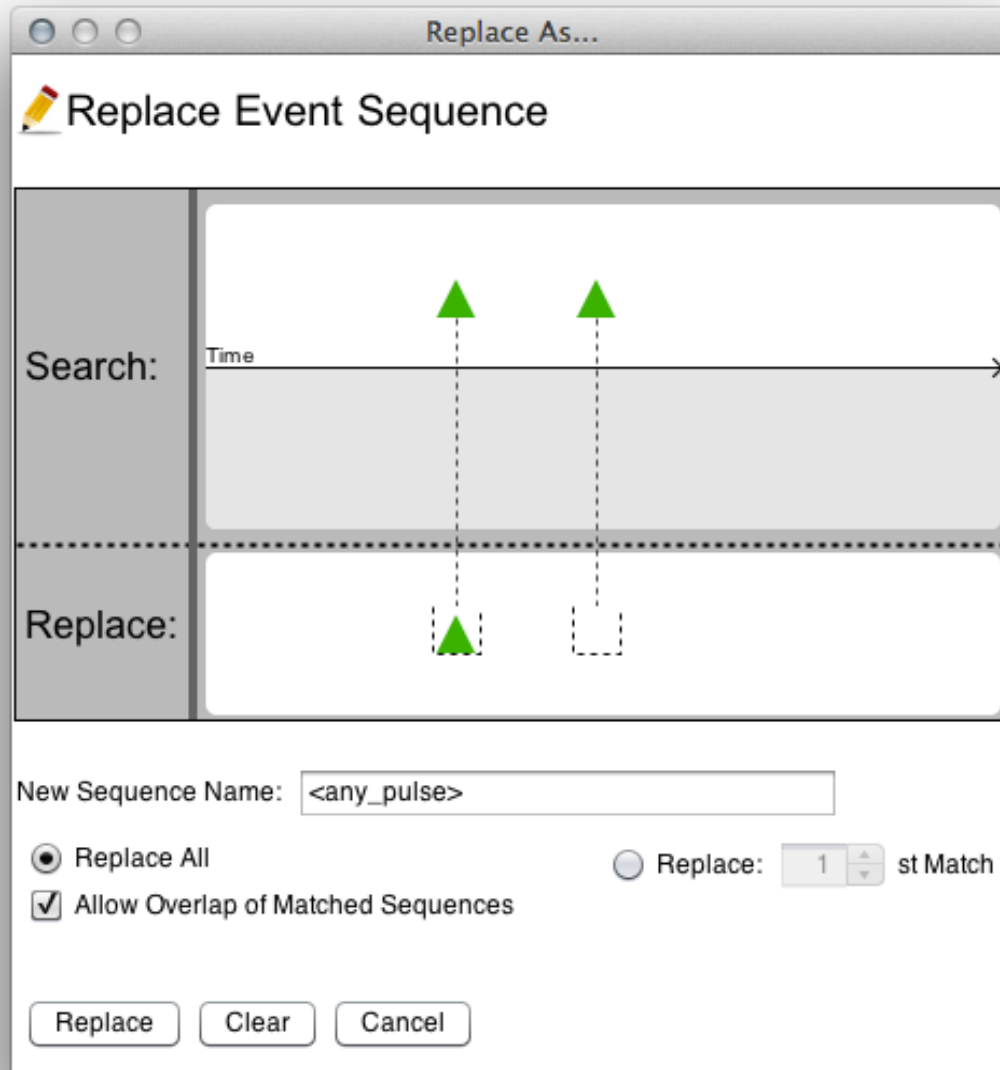 Replace As...
Replace Event Sequence
Search:
Time
Replace:
New Sequence Name: <any_pulse>
Replace All
Replace: 1 st Match
Allow Overlap of Matched Sequences
Replace Clear Cancel